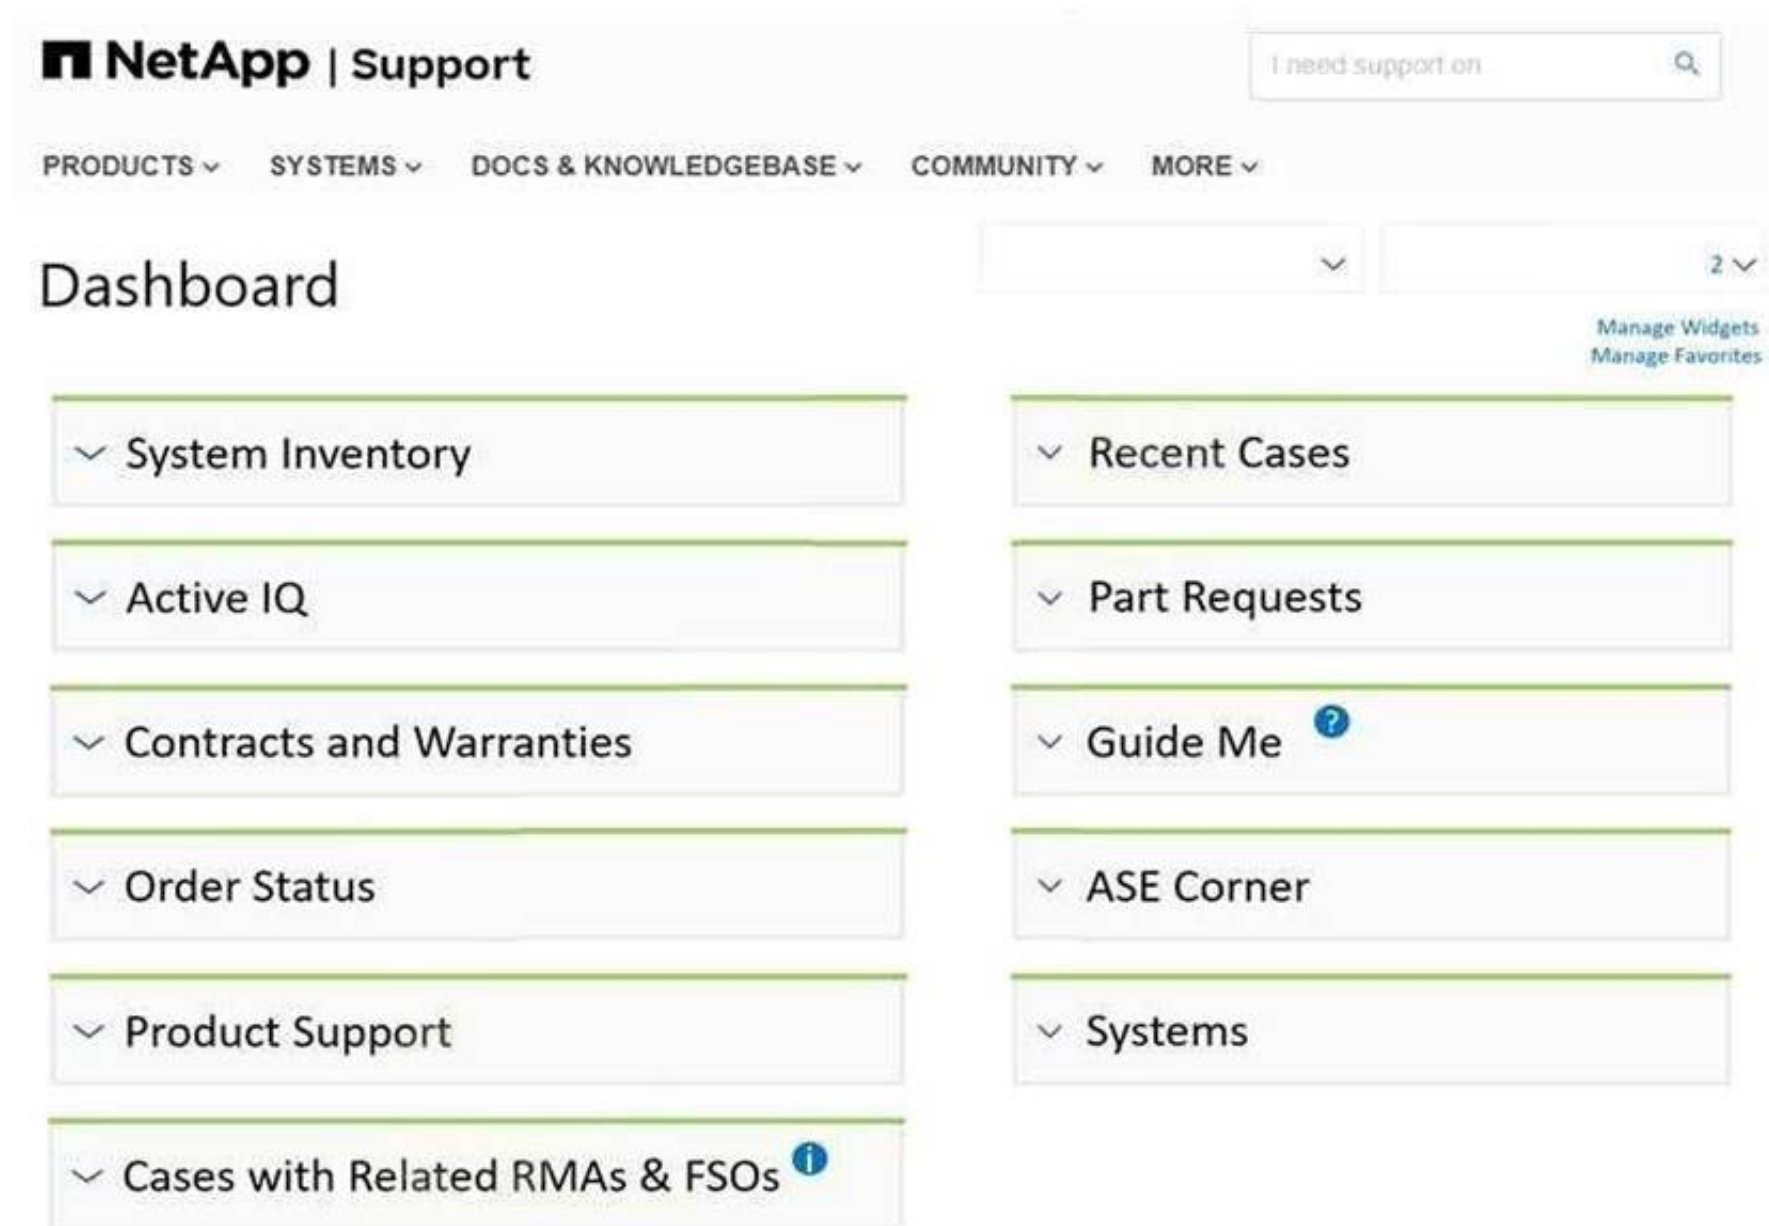 NetApp | Support
I need support on
PRODUCTS SYSTEMS DOCS & KNOWLEDGEBASE COMMUNITY MORE
Dashboard
2
Manage Widgets
Manage Favorites
System Inventory
Recent Cases
Active IQ
Part Requests
Contracts and Warranties
Guide Me ?
Order Status
ASE Corner
Product Support
Systems
Cases with Related RMAs & FSOs i